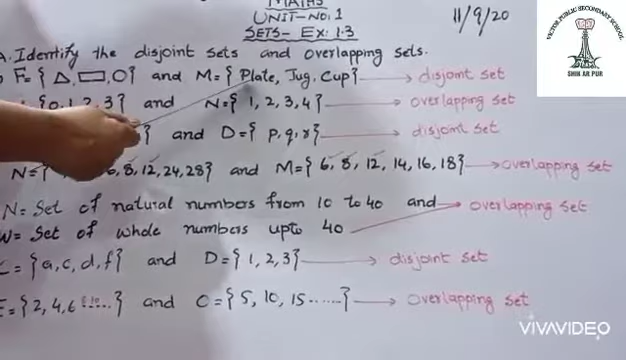 MATHS
UNIT-NO:1
11/9/20
SETS- Ex: 1.3
VICTOR PUBLIC SECONDARY SCHOOL
SHIKARPUR
A. Identify the disjoint sets and overlapping sets.
F={ △, ▭, O} and M={ Plate, Jug, Cup} → disjoint set
0, 1, 2, 3} and N={ 1, 2, 3, 4} → overlapping set
} and D={ p, q, r} → disjoint set
N={ 6, 8, 12, 24, 28} and M={ 6, 8, 12, 14, 16, 18} → overlapping set
N= Set of natural numbers from 10 to 40 and → overlapping set
W= Set of whole numbers upto 40
C={a, c, d, f} and D={ 1, 2, 3} → disjoint set
E={2, 4, 6 8, 10....} and O={ 5, 10, 15......} → Overlapping set
VIVAVIDEO